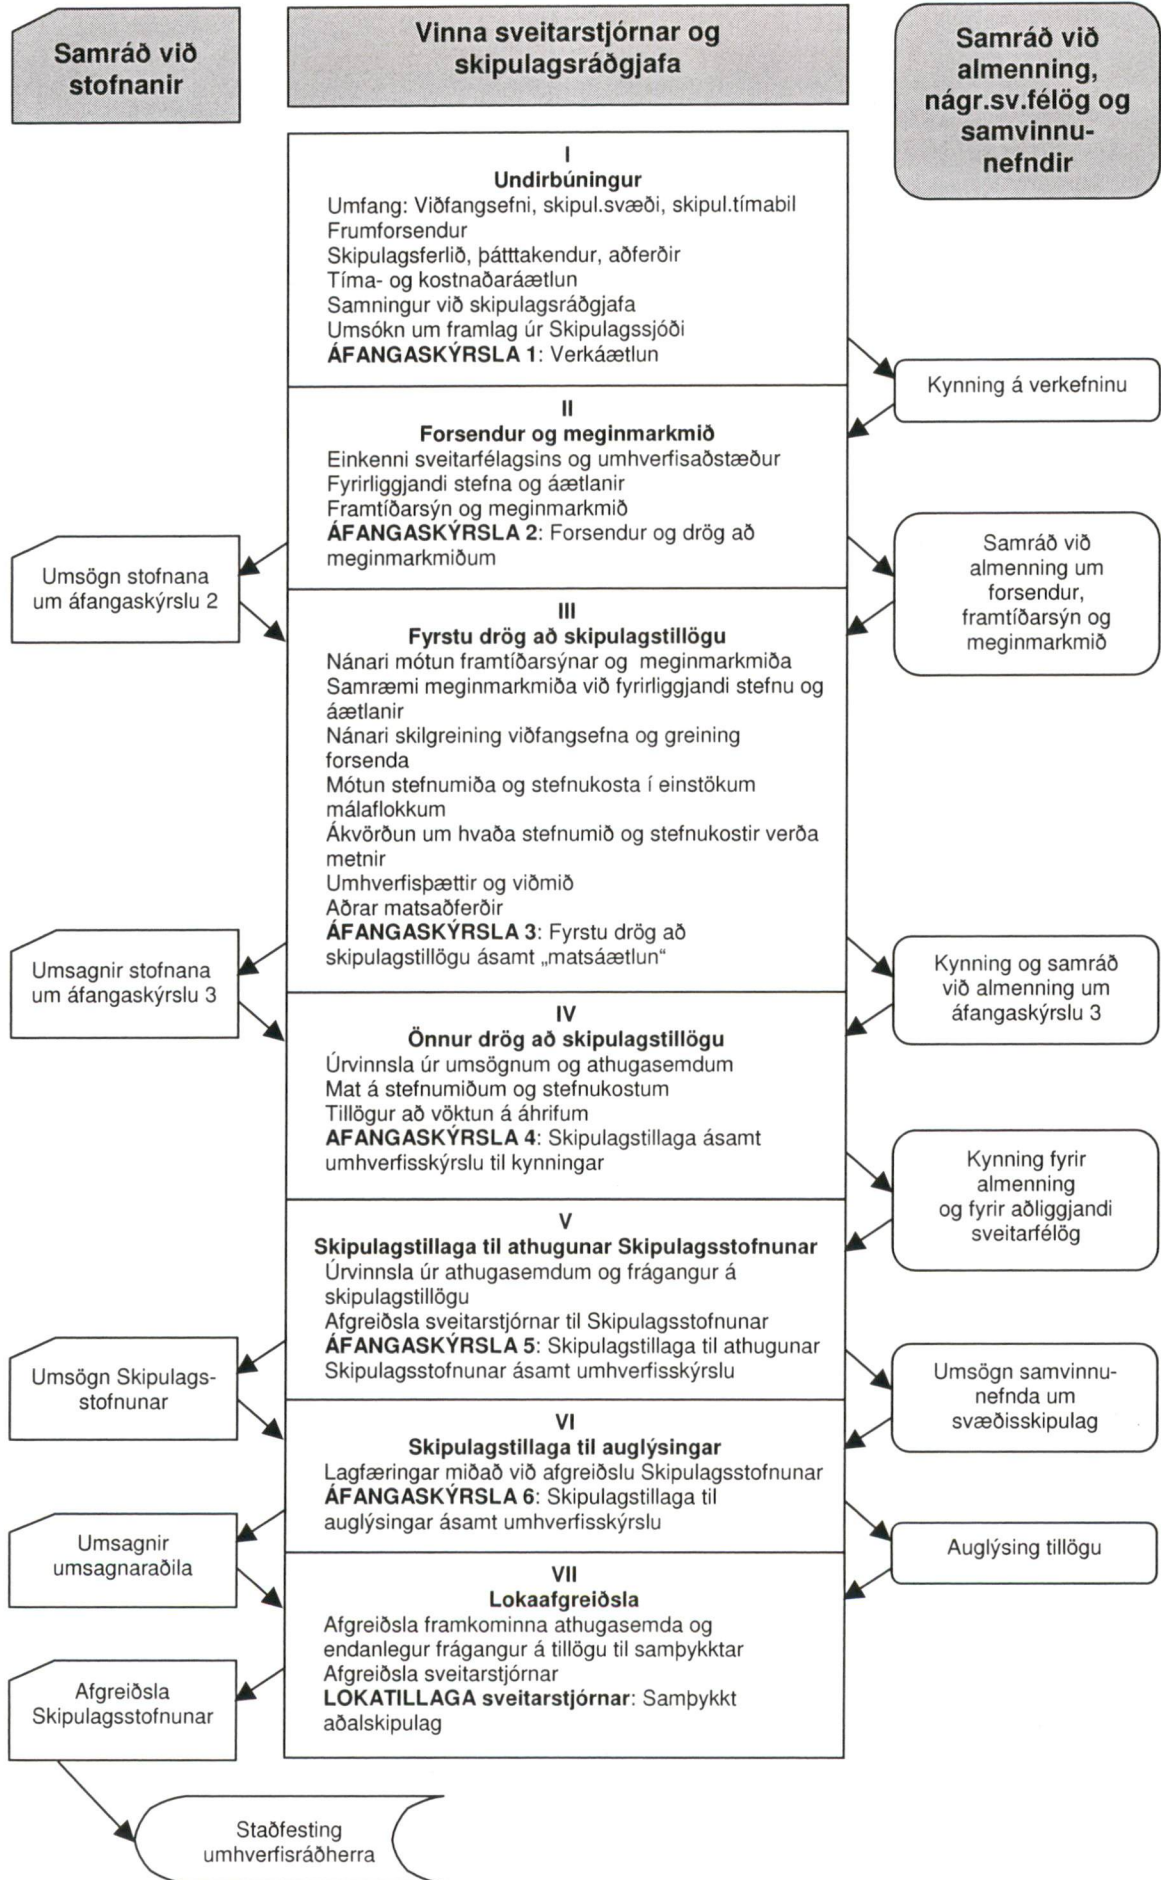 Samráð við
stofnanir
Vinna sveitarstjórnar og
skipulagsráðgjafa
Samráð við
almenning,
nágr.sv.félög og
samvinnu-
nefndir
I
Undirbúningur
Umfang: Viðfangsefni, skipul.svæði, skipul.tímabil
Frumforsendur
Skipulagsferlið, þátttakendur, aðferðir
Tíma- og kostnaðaráætlun
Samningur við skipulagsráðgjafa
Umsókn um framlag úr Skipulagssjóði
ÁFANGASKÝRSLA 1: Verkáætlun
Kynning á verkefninu
II
Forsendur og meginmarkmið
Einkenni sveitarfélagsins og umhverfisaðstæður
Fyrirliggjandi stefna og áætlanir
Framtíðarsýn og meginmarkmið
ÁFANGASKÝRSLA 2: Forsendur og drög að
meginmarkmiðum
Umsögn stofnana
um áfangaskýrslu 2
Samráð við
almenning um
forsendur,
framtíðarsýn og
meginmarkmið
III
Fyrstu drög að skipulagstillögu
Nánari mótun framtíðarsýnar og meginmarkmiða
Samræmi meginmarkmiða við fyrirliggjandi stefnu og
áætlanir
Nánari skilgreining viðfangsefna og greining
forsenda
Mótun stefnumiða og stefnukosta í einstökum
málaflokkum
Ákvörðun um hvaða stefnumið og stefnukostir verða
metnir
Umhverfisþættir og viðmið
Aðrar matsaðferðir
ÁFANGASKÝRSLA 3: Fyrstu drög að
skipulagstillögu ásamt „matsáætlun“
Umsagnir stofnana
um áfangaskýrslu 3
Kynning og samráð
við almenning um
áfangaskýrslu 3
IV
Önnur drög að skipulagstillögu
Úrvinnsla úr umsögnum og athugasemdum
Mat á stefnumiðum og stefnukostum
Tillögur að vöktun á áhrifum
AFANGASKÝRSLA 4: Skipulagstillaga ásamt
umhverfisskýrslu til kynningar
Kynning fyrir
almenning
og fyrir aðliggjandi
sveitarfélög
V
Skipulagstillaga til athugunar Skipulagsstofnunar
Úrvinnsla úr athugasemdum og frágangur á
skipulagstillögu
Afgreiðsla sveitarstjórnar til Skipulagsstofnunar
ÁFANGASKÝRSLA 5: Skipulagstillaga til athugunar
Skipulagsstofnunar ásamt umhverfisskýrslu
Umsögn Skipulags-
stofnunar
Umsögn samvinnu-
nefnda um
svæðisskipulag
VI
Skipulagstillaga til auglýsingar
Lagfæringar miðað við afgreiðslu Skipulagsstofnunar
ÁFANGASKÝRSLA 6: Skipulagstillaga til
auglýsingar ásamt umhverfisskýrslu
Umsagnir
umsagnaraðila
Auglýsing tillögu
VII
Lokaafgreiðsla
Afgreiðsla framkominna athugasemda og
endanlegur frágangur á tillögu til samþykktar
Afgreiðsla sveitarstjórnar
LOKATILLAGA sveitarstjórnar: Samþykkt
aðalskipulag
Afgreiðsla
Skipulagsstofnunar
Staðfesting
umhverfisráðherra